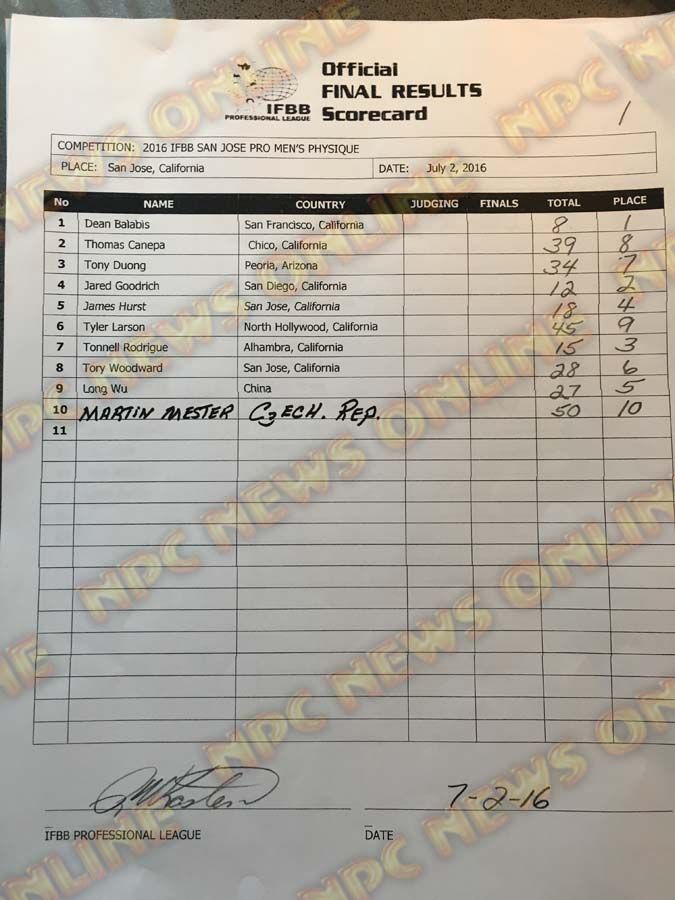 Official
FINAL RESULTS
Scorecard
IFBB
PROFESSIONAL LEAGUE
1
COMPETITION: 2016 IFBB SAN JOSE PRO MEN'S PHYSIQUE
PLACE: San Jose, California DATE: July 2, 2016
No NAME COUNTRY JUDGING FINALS TOTAL PLACE
1 Dean Balabis San Francisco, California 8 1
2 Thomas Canepa Chico, California 39 8
3 Tony Duong Peoria, Arizona 34 7
4 Jared Goodrich San Diego, California 12 2
5 James Hurst San Jose, California 18 4
6 Tyler Larson North Hollywood, California 45 9
7 Tonnell Rodrigue Alhambra, California 15 3
8 Tory Woodward San Jose, California 28 6
9 Long Wu China 27 5
10 MARTIN MESTER CZECH. REP. 50 10
11
7-2-16
IFBB PROFESSIONAL LEAGUE DATE
NPC NEWS ONLINE